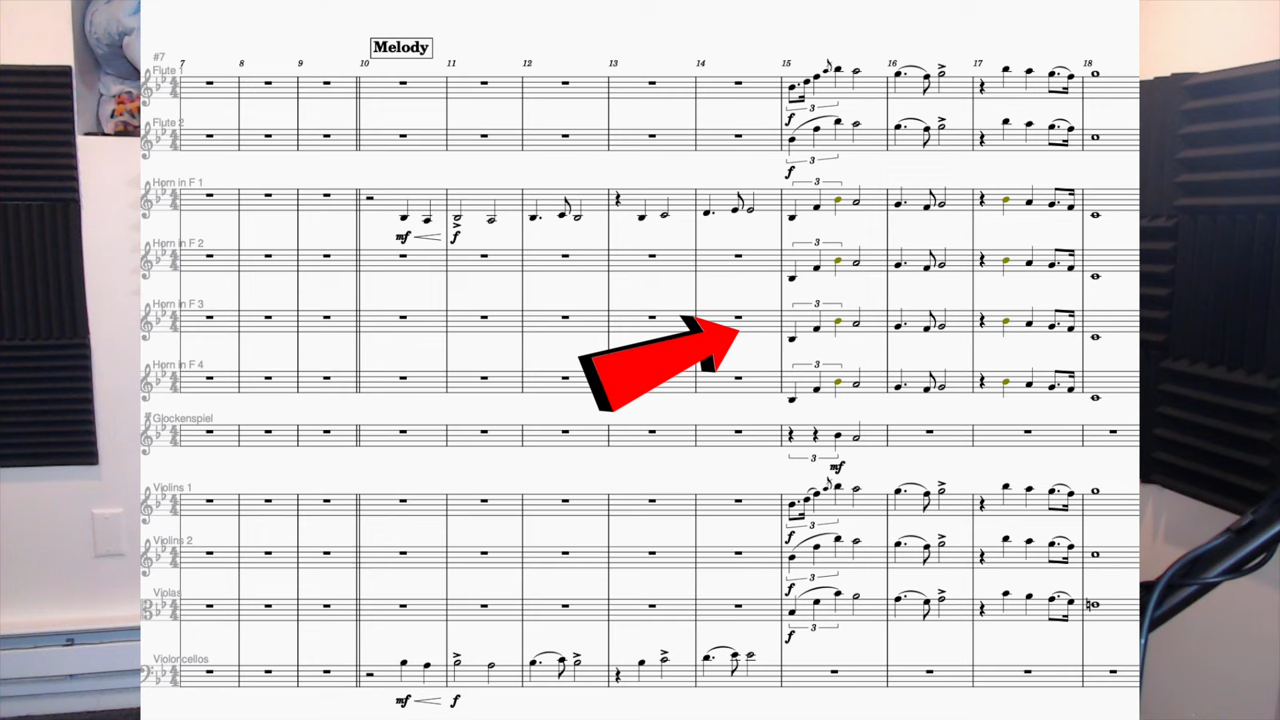 Melody
#7
7 8 9 10 11 12 13 14 15 16 17 18
Flute 1
3
f
Flute 2
3
f
Horn in F 1
3
mf f
Horn in F 2
3
Horn in F 3
3
Horn in F 4
3
Glockenspiel
3
mf
Violins 1
3
f
Violins 2
3
f
Violas
3
f
Violoncellos
mf f